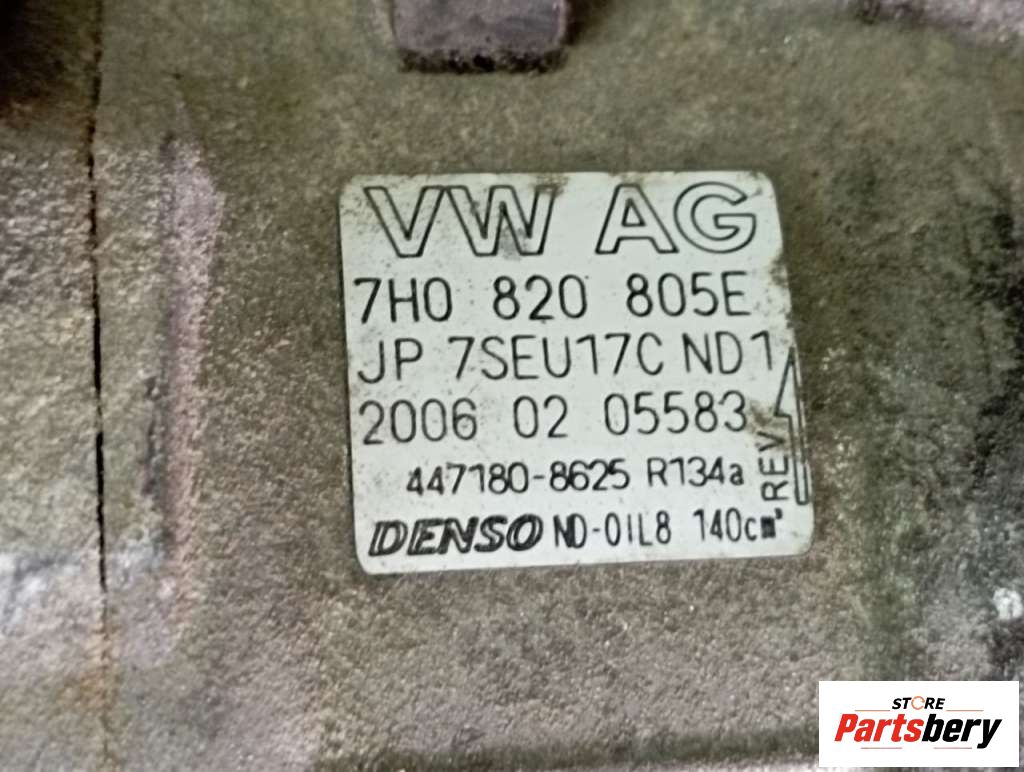 VW AG
7H0 820 805E
JP 7SEU17C ND1
2006 02 05583
REV
447180-8625 R134a
DENSO ND-OIL8 140cm³
STORE
Partsbery